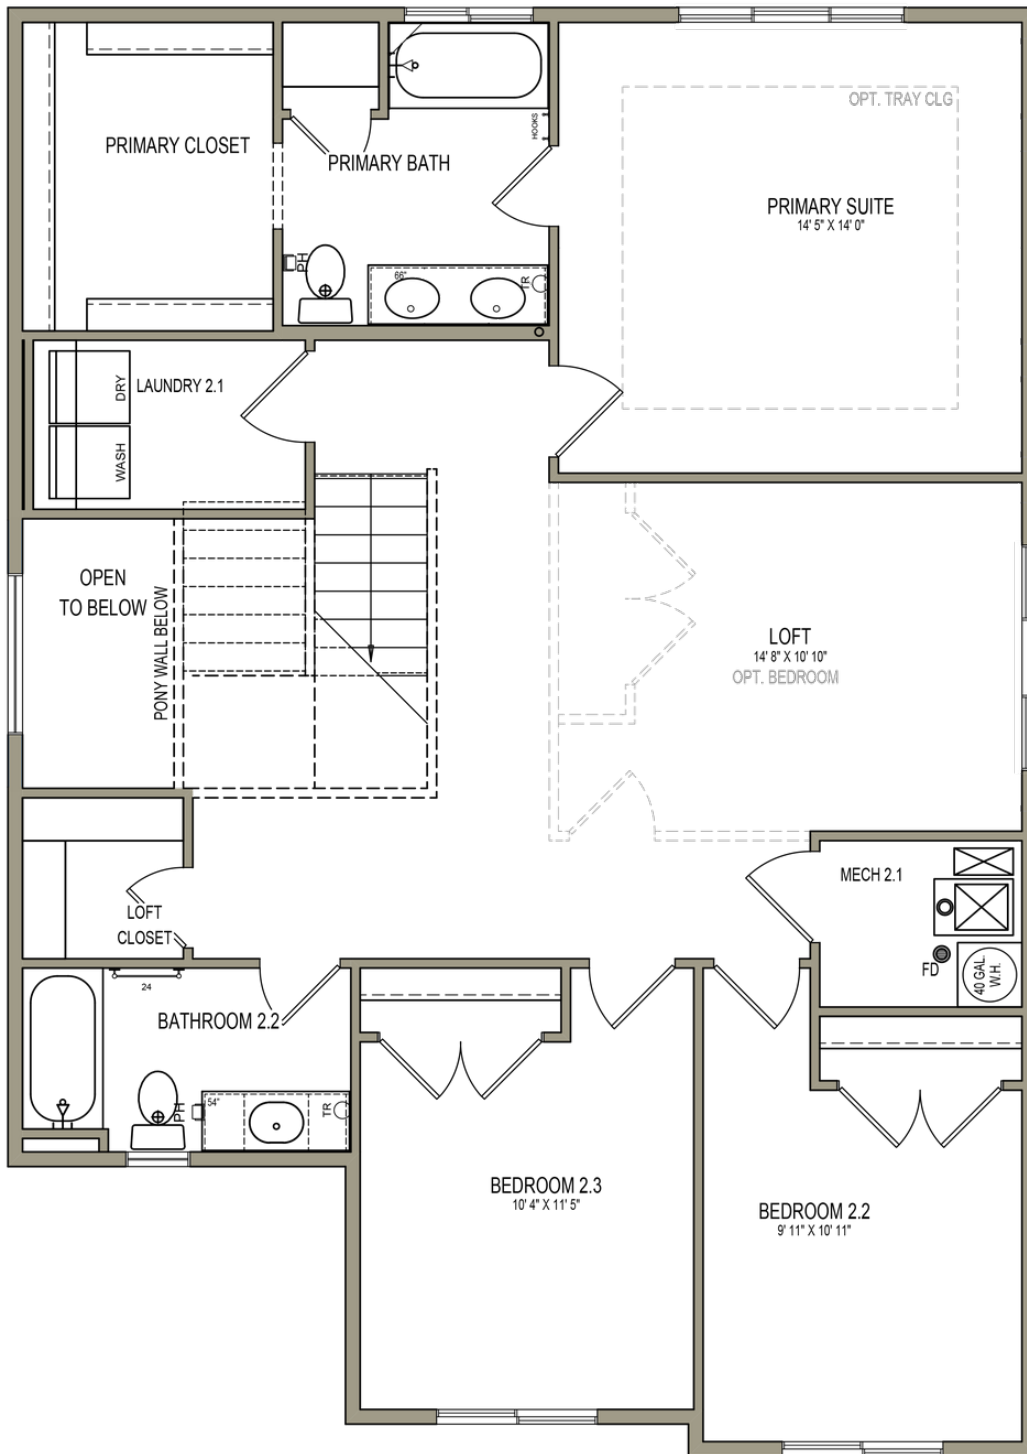 OPT. TRAY CLG
HOOKS
PRIMARY CLOSET
PRIMARY BATH
PRIMARY SUITE
14' 5" X 14' 0"
PH
66"
TR
LAUNDRY 2.1
DRY
WASH
OPEN
TO BELOW
PONY WALL BELOW
LOFT
14' 8" X 10' 10"
OPT. BEDROOM
MECH 2.1
LOFT
CLOSET
FD
40 GAL.
W.H.
24
BATHROOM 2.2
PH
54"
TR
BEDROOM 2.3
10' 4" X 11' 5"
BEDROOM 2.2
9' 11" X 10' 11"